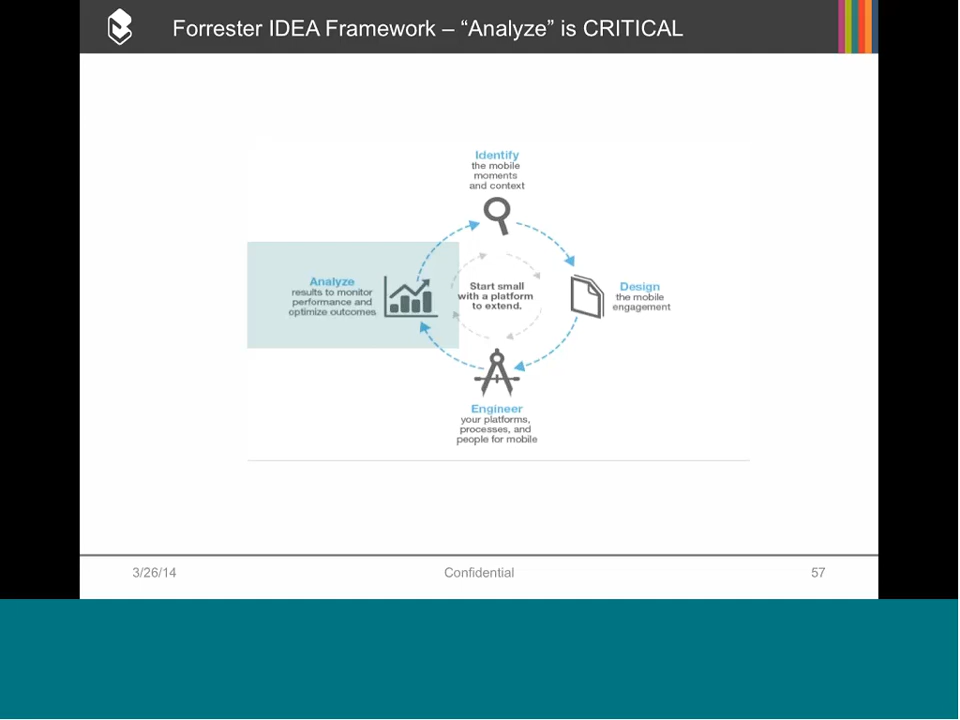 Forrester IDEA Framework – “Analyze” is CRITICAL
Identify
the mobile
moments
and context
Analyze
results to monitor
performance and
optimize outcomes
Start small
with a platform
to extend.
Design
the mobile
engagement
Engineer
your platforms,
processes, and
people for mobile
3/26/14
Confidential
57